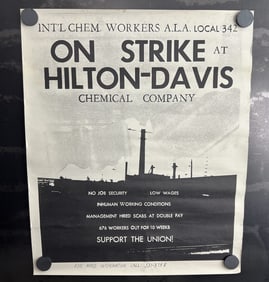 INT'L CHEM. WORKERS A.L.A. LOCAL 342
ON STRIKE AT
HILTON-DAVIS
CHEMICAL COMPANY
NO JOB SECURITY LOW WAGES
INHUMAN WORKING CONDITIONS
MANAGEMENT HIRED SCABS AT DOUBLE PAY
676 WORKERS OUT FOR 10 WEEKS
SUPPORT THE UNION!